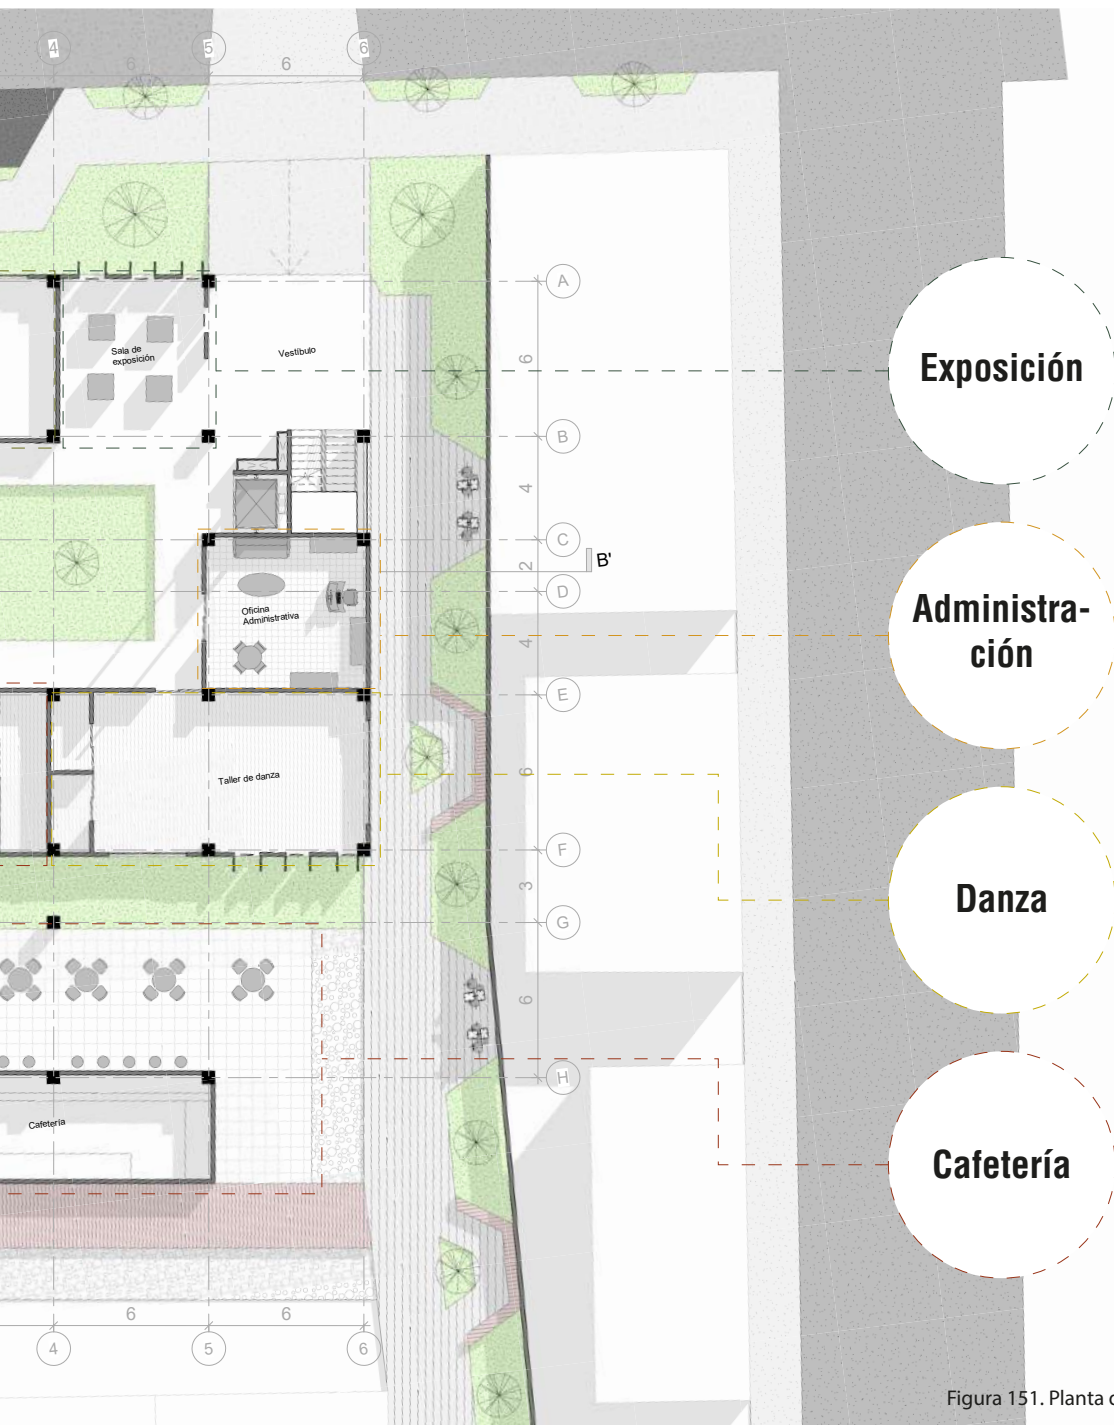 4 5 6
6 6
A
Sala de
exposición
Vestíbulo
6
Exposición
B
4
C
2
B'
D
Oficina
Administrativa
4
Administra-
ción
E
Taller de danza
6
F
3
Danza
G
6
H
Cafetería
Cafetería
6 6
4 5 6
Figura 151. Planta